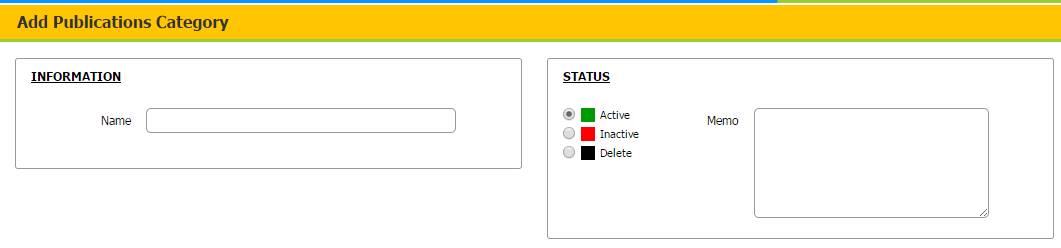 Add Publications Category
INFORMATION
Name
STATUS
Active
Inactive
Delete
Memo